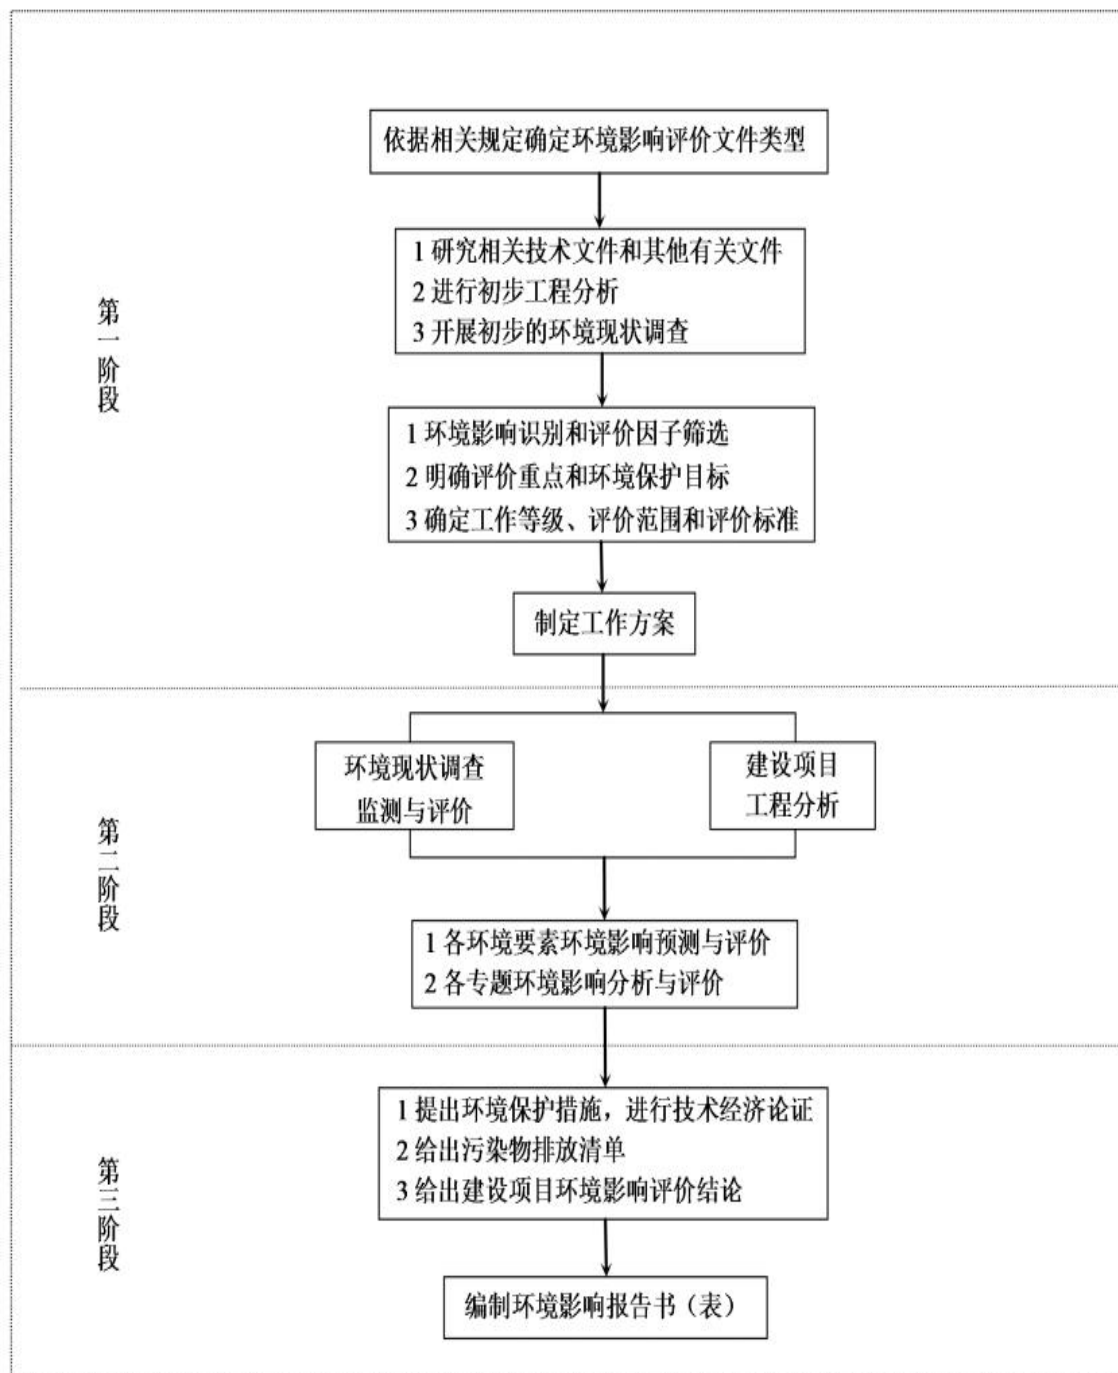 依据相关规定确定环境影响评价文件类型
1 研究相关技术文件和其他有关文件
2 进行初步工程分析
3 开展初步的环境现状调查
第一阶段
1 环境影响识别和评价因子筛选
2 明确评价重点和环境保护目标
3 确定工作等级、评价范围和评价标准
制定工作方案
环境现状调查
监测与评价
建设项目
工程分析
第二阶段
1 各环境要素环境影响预测与评价
2 各专题环境影响分析与评价
1 提出环境保护措施，进行技术经济论证
2 给出污染物排放清单
3 给出建设项目环境影响评价结论
第三阶段
编制环境影响报告书（表）